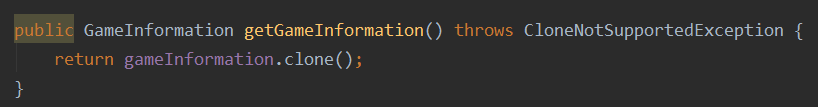 public GameInformation getGameInformation() throws CloneNotSupportedException {
    return gameInformation.clone();
}